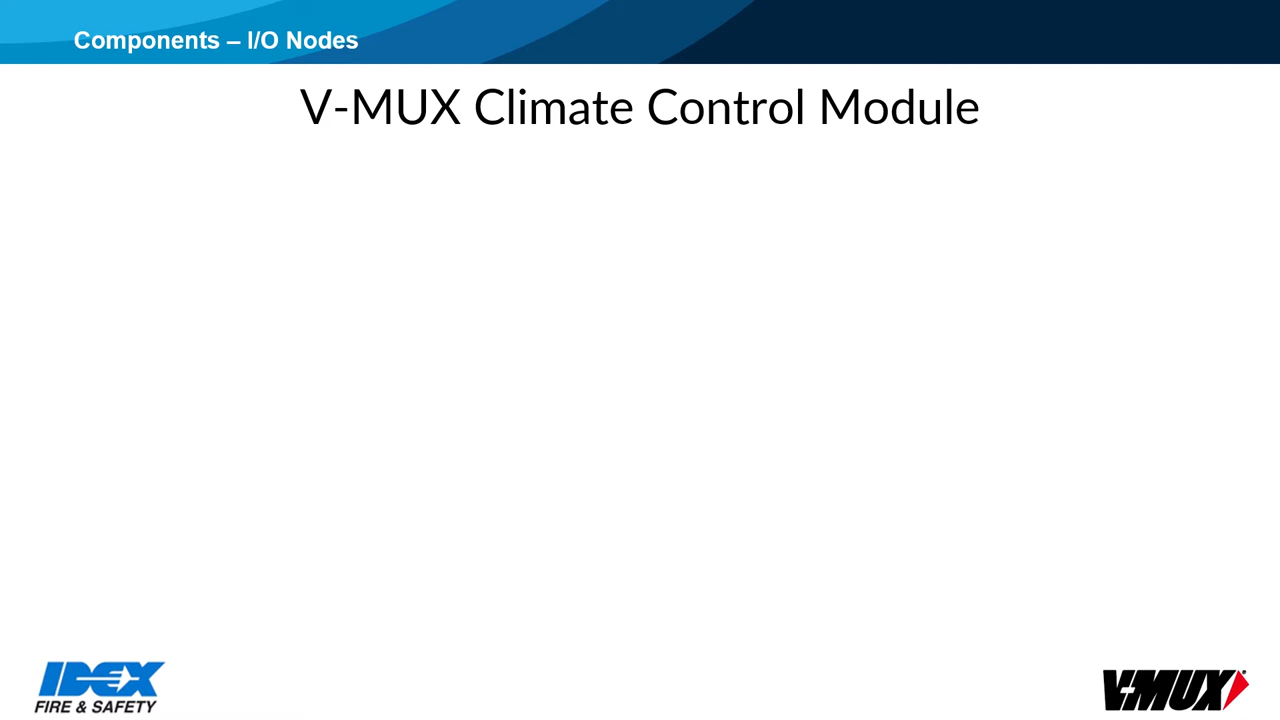 Components – I/O Nodes
V-MUX Climate Control Module
IDEX
FIRE & SAFETY
V-MUX